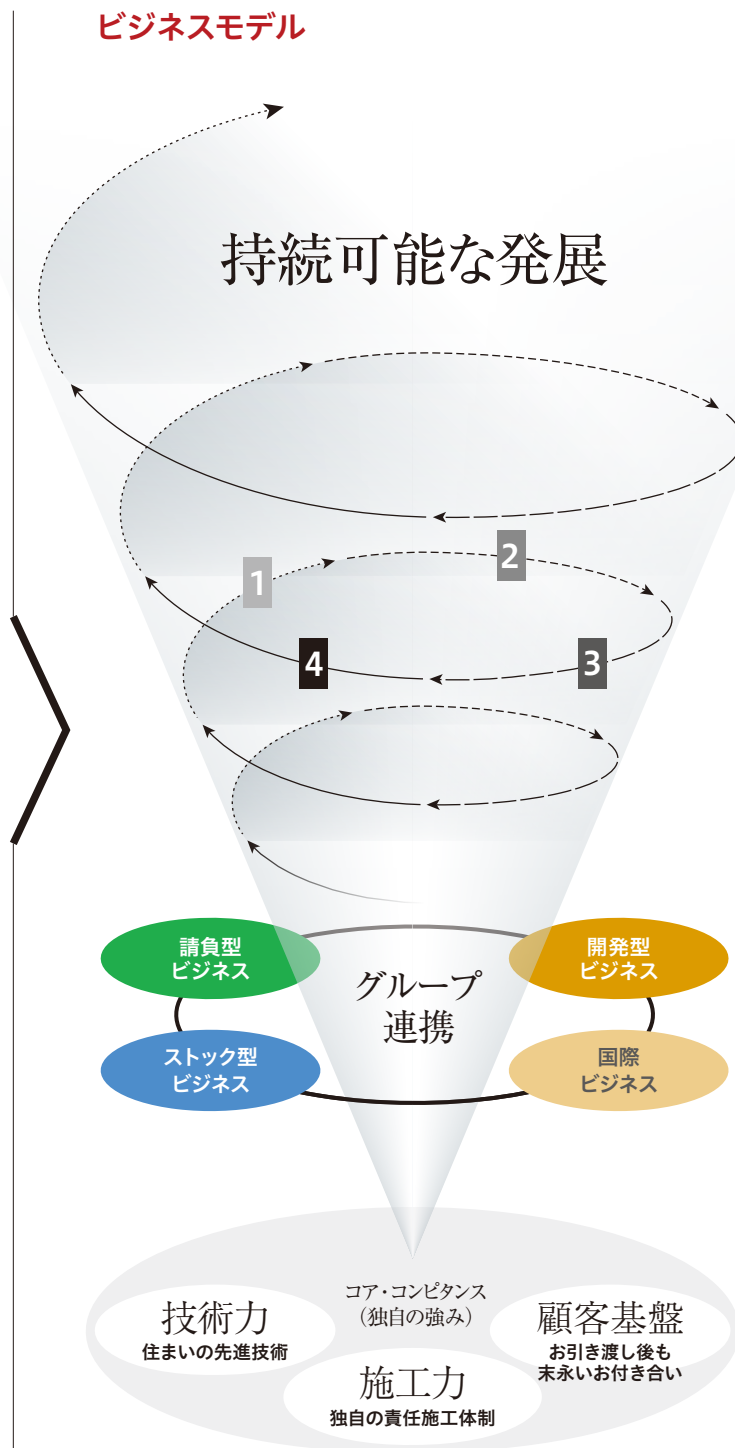 ビジネスモデル
持続可能な発展
1
2
4
3
請負型
ビジネス
開発型
ビジネス
グループ
連携
ストック型
ビジネス
国際
ビジネス
コア・コンピタンス
（独自の強み）
技術力
住まいの先進技術
顧客基盤
お引き渡し後も
末永いお付き合い
施工力
独自の責任施工体制